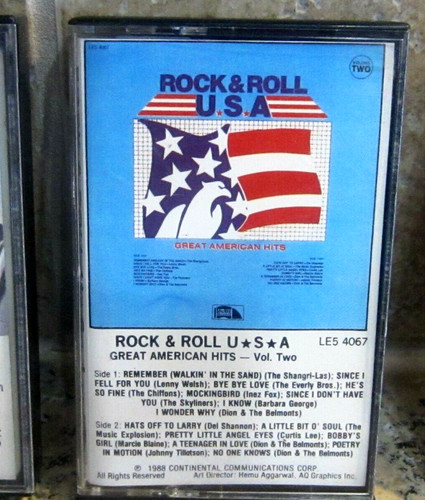 LE5 4067
VOLUME
TWO
ROCK & ROLL
U★S★A
GREAT AMERICAN HITS
ROCK & ROLL U★S★A
LE5 4067
GREAT AMERICAN HITS — Vol. Two
Side 1: REMEMBER (WALKIN' IN THE SAND) (The Shangri-Las); SINCE I
FELL FOR YOU (Lenny Welsh); BYE BYE LOVE (The Everly Bros.); HE'S
SO FINE (The Chiffons); MOCKINGBIRD (Inez Fox); SINCE I DON'T HAVE
YOU (The Skyliners); I KNOW (Barbara George)
I WONDER WHY (Dion & The Belmonts)
Side 2: HATS OFF TO LARRY (Del Shannon); A LITTLE BIT O' SOUL (The
Music Explosion); PRETTY LITTLE ANGEL EYES (Curtis Lee); BOBBY'S
GIRL (Marcie Blaine); A TEENAGER IN LOVE (Dion & The Belmonts); POETRY
IN MOTION (Johnny Tillotson); NO ONE KNOWS (Dion & The Belmonts)
© 1988 CONTINENTAL COMMUNICATIONS CORP.
All Rights Reserved
Art Director: Hemu Aggarwal, AQ Graphics Inc.